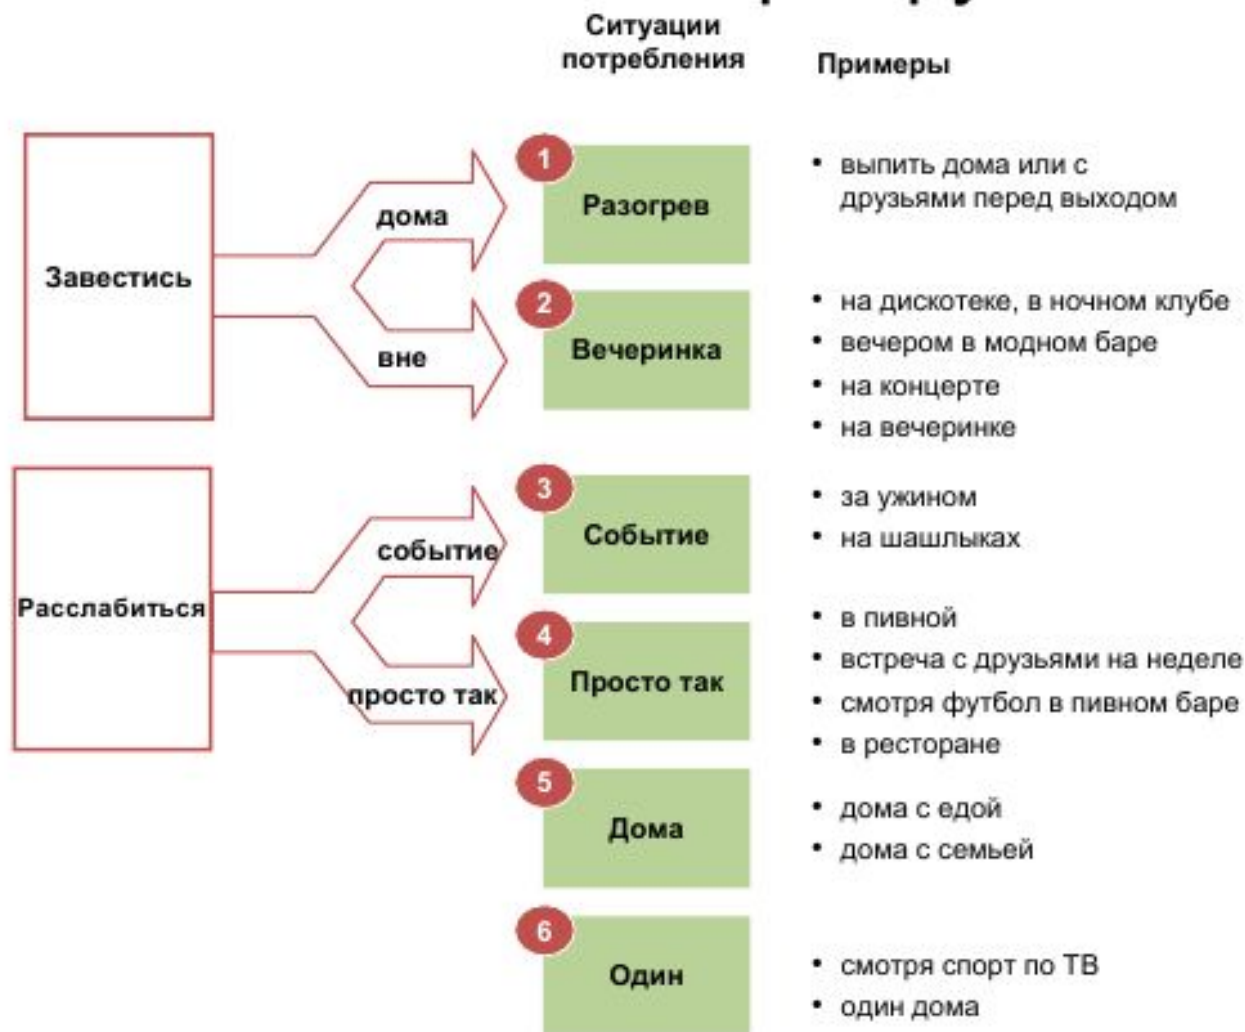 Ситуации
потребления
Примеры
Завестись
дома
вне
1
Разогрев
• выпить дома или с
друзьями перед выходом
2
Вечеринка
• на дискотеке, в ночном клубе
• вечером в модном баре
• на концерте
• на вечеринке
Расслабиться
событие
просто так
3
Событие
• за ужином
• на шашлыках
4
Просто так
• в пивной
• встреча с друзьями на неделе
• смотря футбол в пивном баре
• в ресторане
5
Дома
• дома с едой
• дома с семьей
6
Один
• смотря спорт по ТВ
• один дома